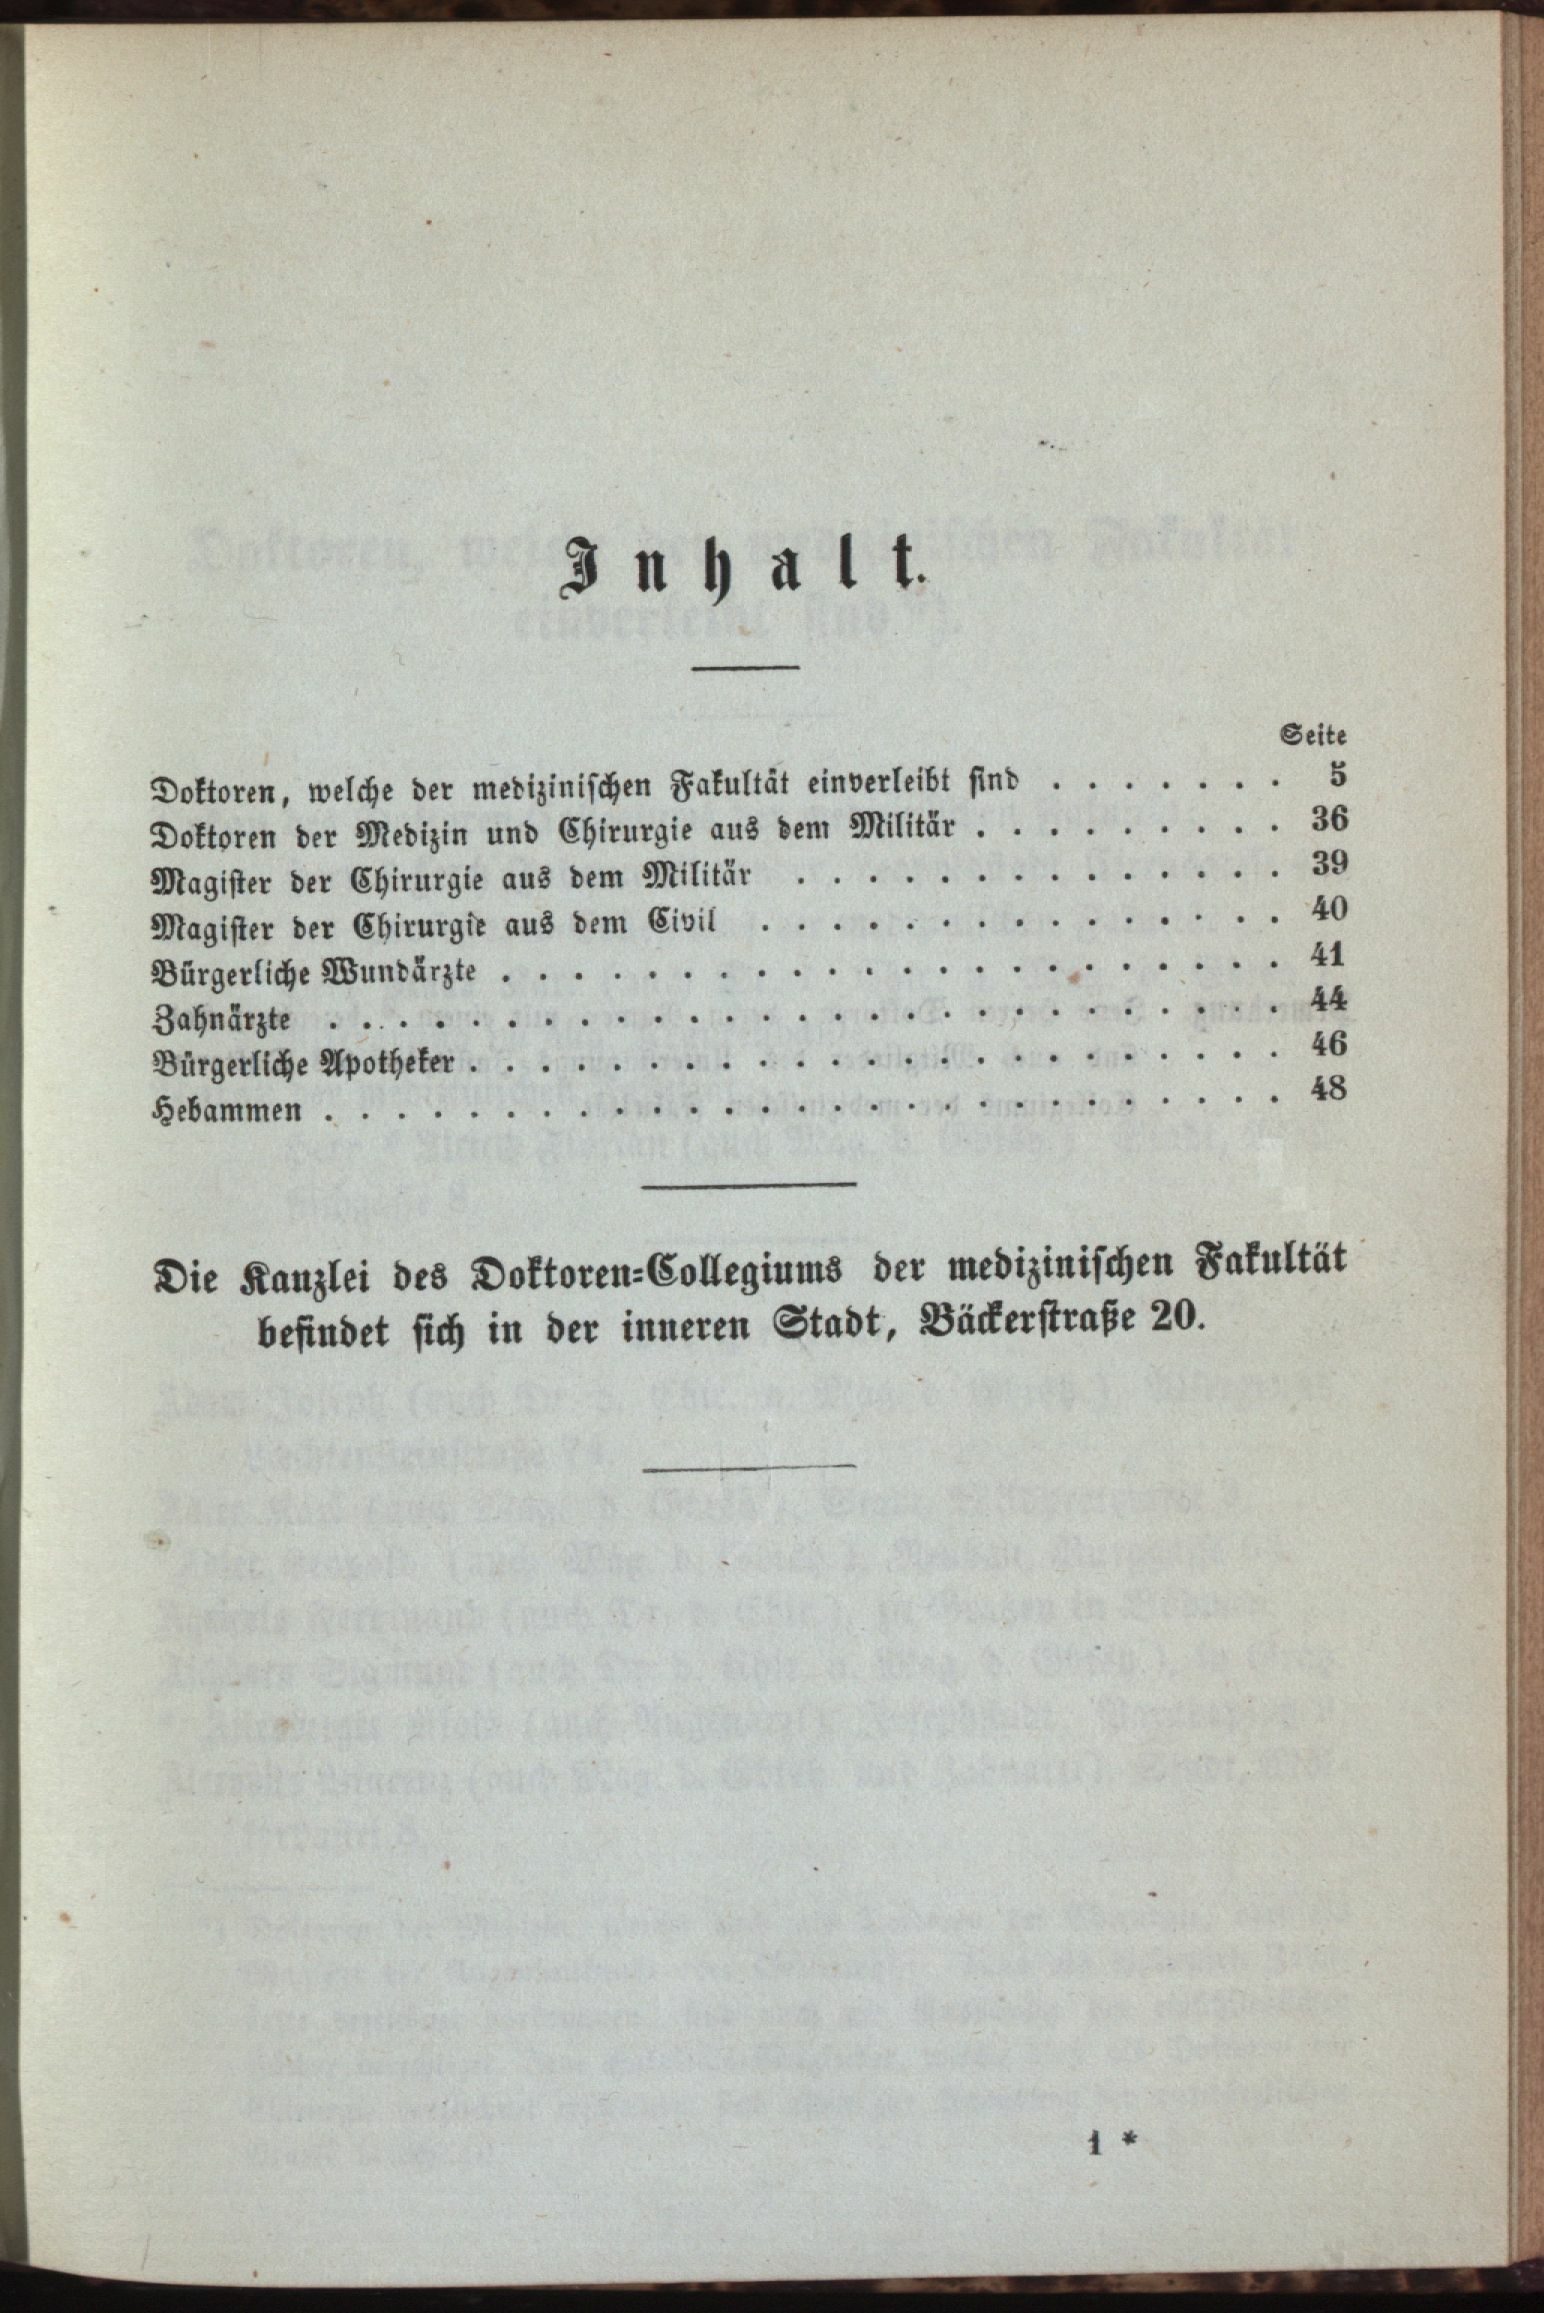 Inhalt.
Seite
Doktoren, welche der medizinischen Fakultät einverleibt sind . . . . . . . 5
Doktoren der Medizin und Chirurgie aus dem Militär . . . . . . . . . 36
Magister der Chirurgie aus dem Militär . . . . . . . . . . . . . . 39
Magister der Chirurgie aus dem Civil . . . . . . . . . . . . . . . 40
Bürgerliche Wundärzte . . . . . . . . . . . . . . . . . . . . . . 41
Zahnärzte . . . . . . . . . . . . . . . . . . . . . . . . . . . 44
Bürgerliche Apotheker . . . . . . . . . . . . . . . . . . . . . . . 46
Hebammen . . . . . . . . . . . . . . . . . . . . . . . . . . . 48
Die Kanzlei des Doktoren-Collegiums der medizinischen Fakultät
befindet sich in der inneren Stadt, Bäckerstraße 20.
1 *